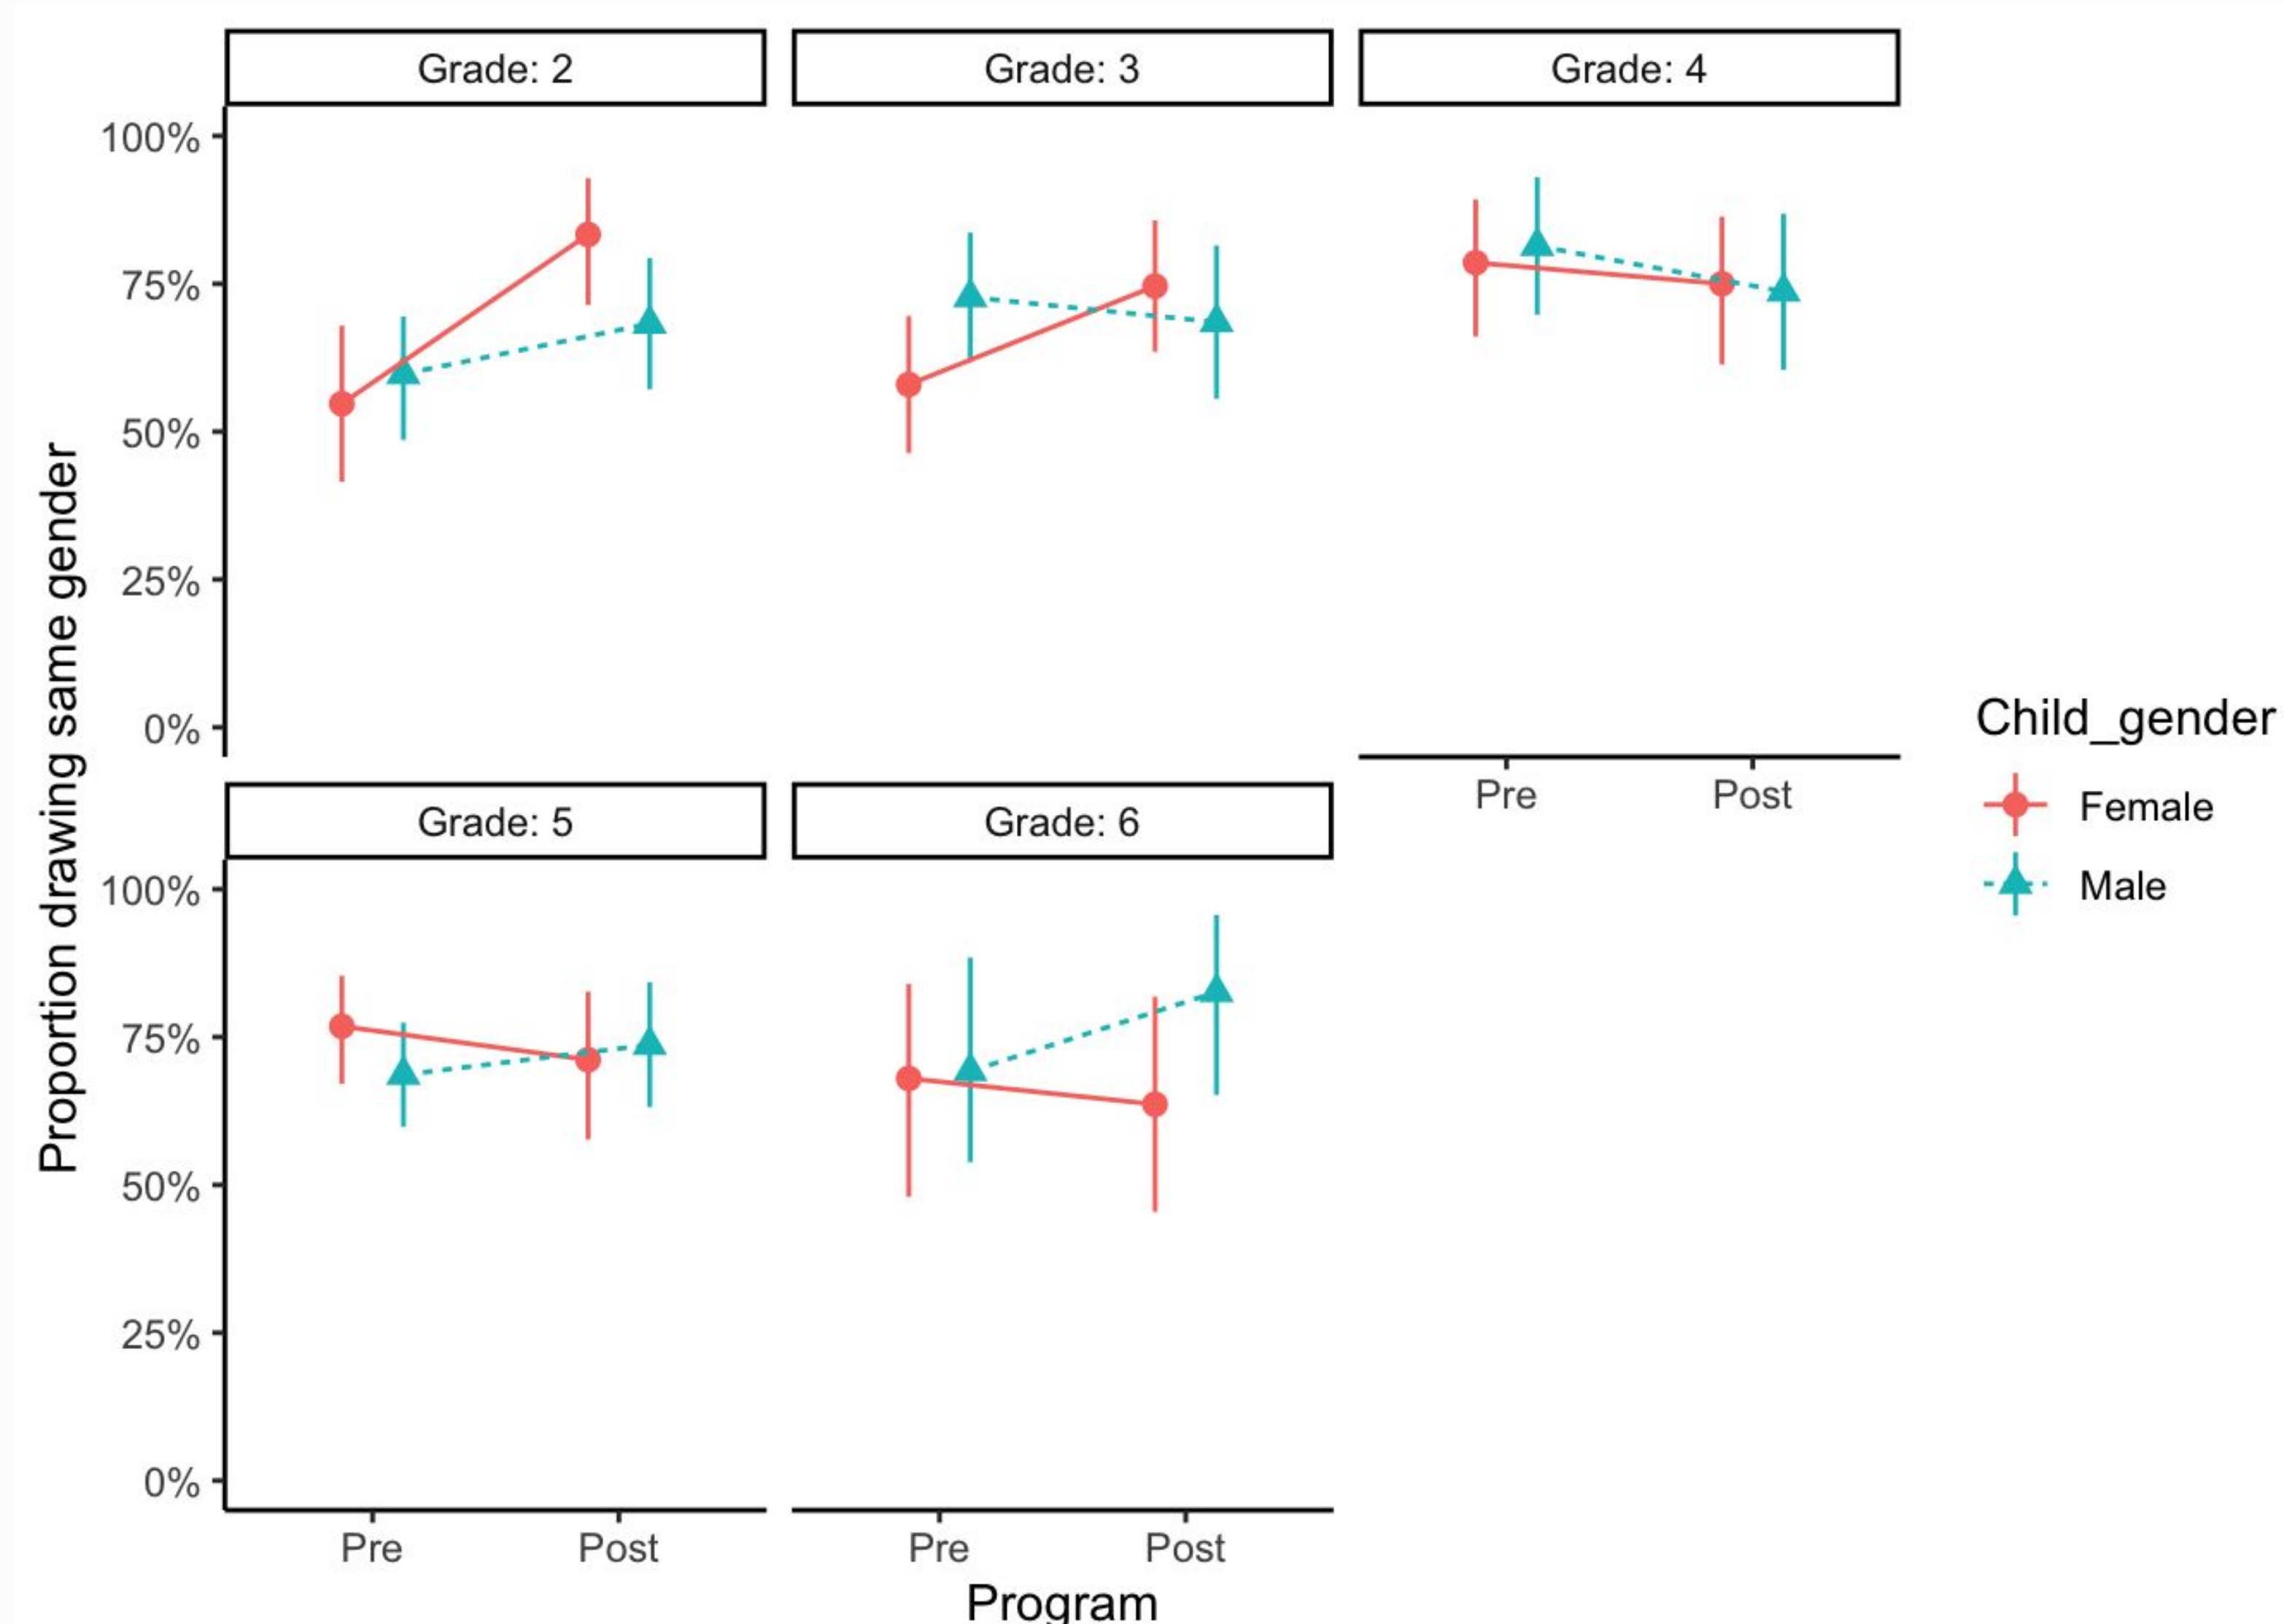 Grade: 2
Grade: 3
Grade: 4
100%
75%
50%
25%
0%
Pre
Post
Proportion drawing same gender
Child_gender
Female
Male
Grade: 5
Grade: 6
100%
75%
50%
25%
0%
Pre
Post
Pre
Post
Program